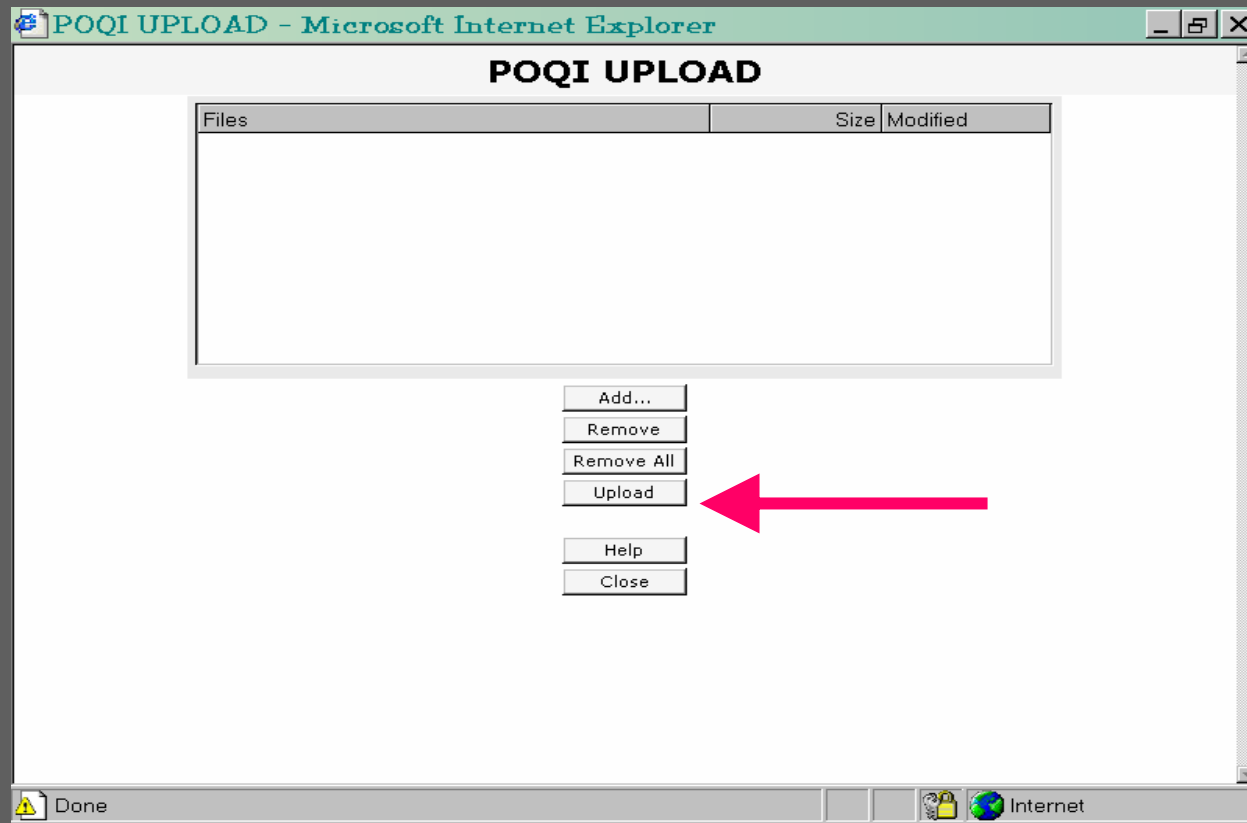 POQI UPLOAD - Microsoft Internet Explorer
POQI UPLOAD
Files Size Modified
Add...
Remove
Remove All
Upload
Help
Close
Done Internet